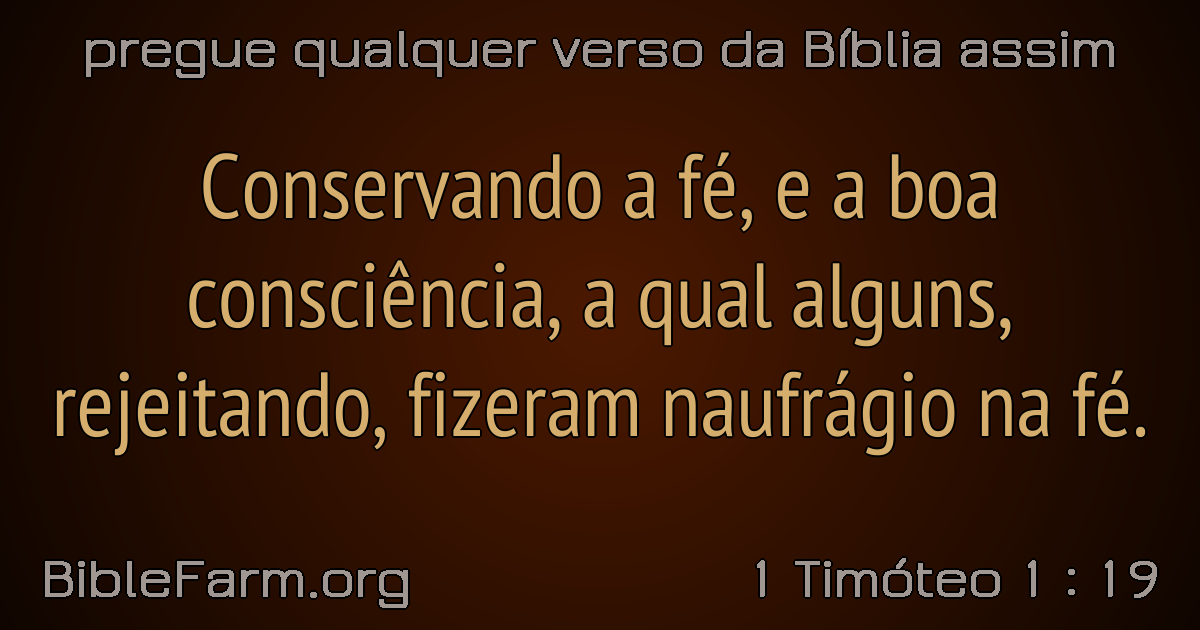 pregue qualquer verso da Bíblia assim
Conservando a fé, e a boa
consciência, a qual alguns,
rejeitando, fizeram naufrágio na fé.
BibleFarm.org
1 Timóteo 1 : 19